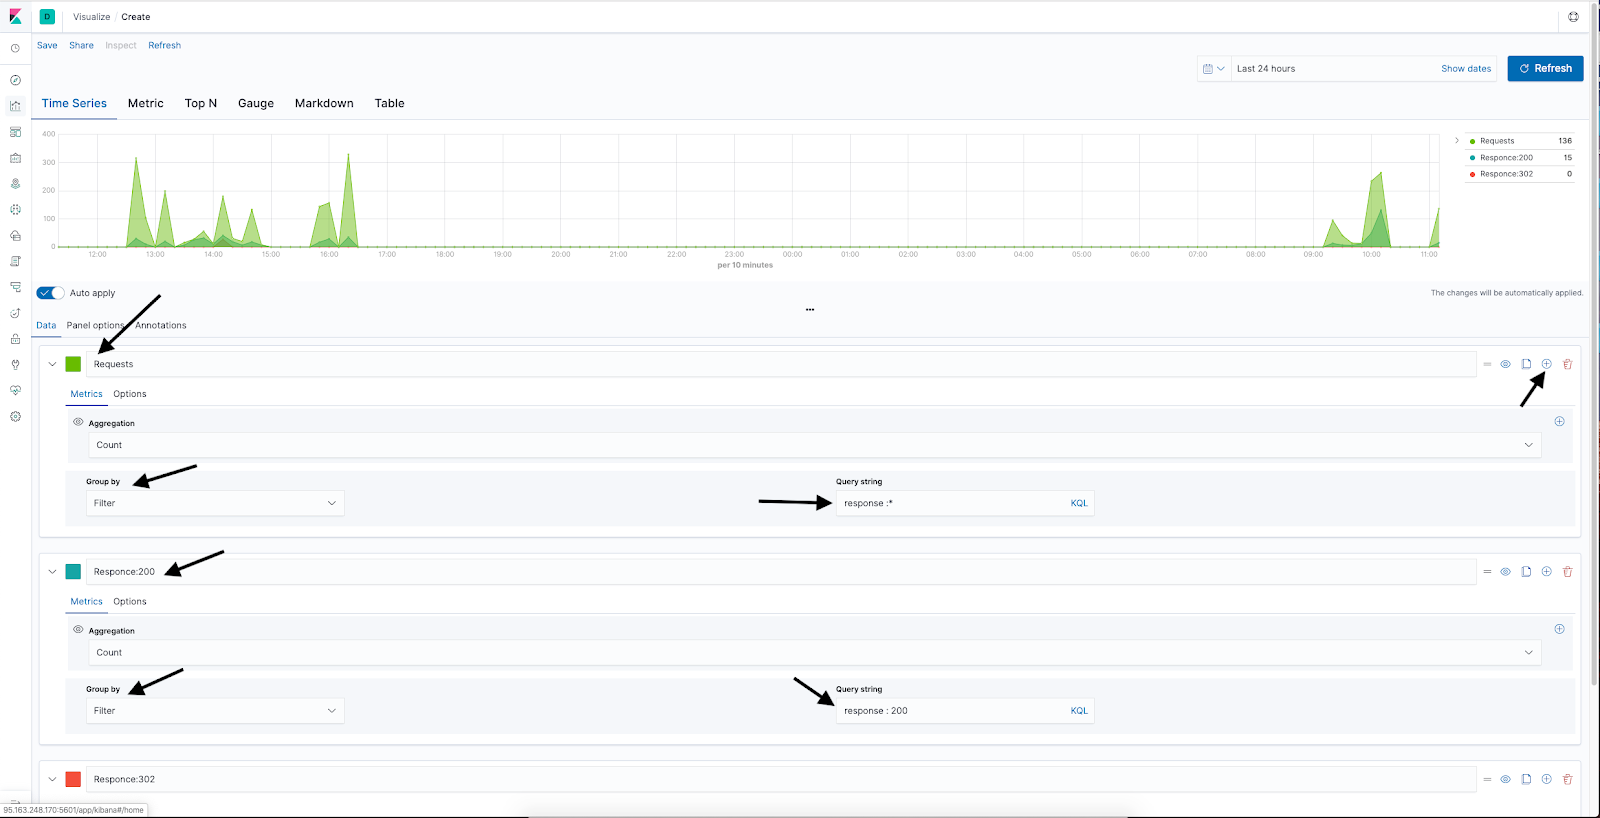 D Visualize / Create
Save Share Inspect Refresh
Last 24 hours Show dates Refresh
Time Series Metric Top N Gauge Markdown Table
400
300
200
100
0
12:00 13:00 14:00 15:00 16:00 17:00 18:00 19:00 20:00 21:00 22:00 23:00 00:00 01:00 02:00 03:00 04:00 05:00 06:00 07:00 08:00 09:00 10:00 11:00
per 10 minutes
Requests 136
Responce:200 15
Responce:302 0
Auto apply The changes will be automatically applied.
Data Panel options Annotations
Requests
Metrics Options
Aggregation
Count
Group by Query string
Filter response :* KQL
Responce:200
Metrics Options
Aggregation
Count
Group by Query string
Filter response : 200 KQL
Responce:302
95.163.248.170:5601/app/kibana#/home